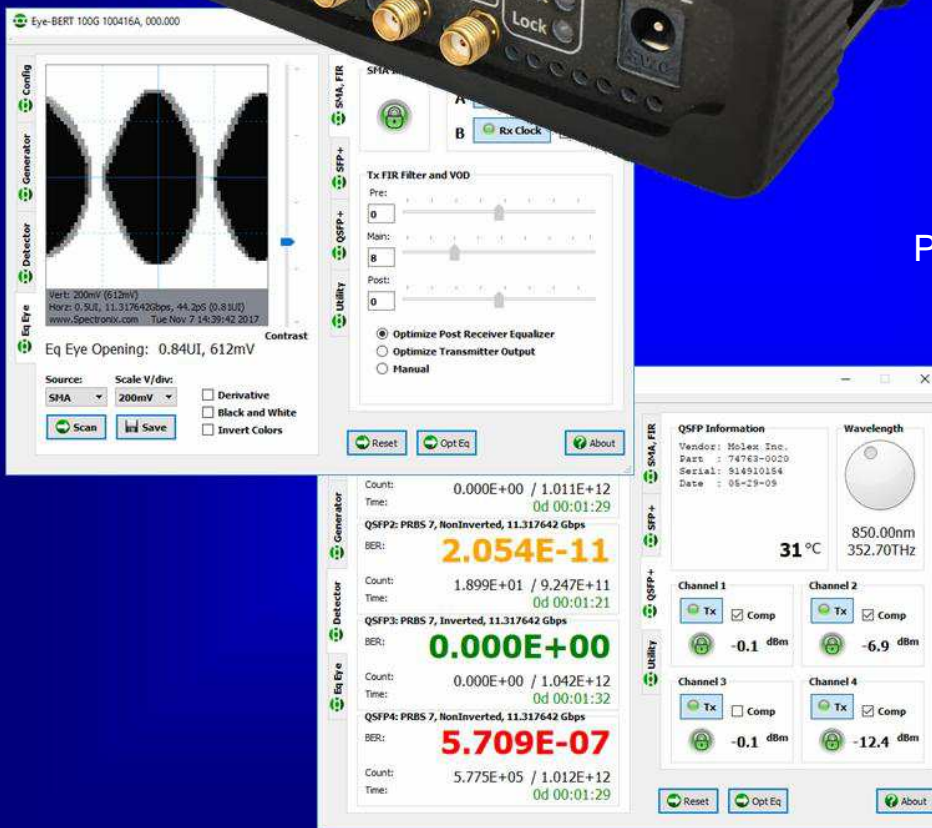 Eye-BERT 100G 100416A, 000.000
Lock
Config
Generator
Detector
Eq Eye
Vert: 200mV (612mV)
Horz: 0.5UI, 11.317642Gbps, 44.2pS (0.81UI)
www.Spectronix.com Tue Nov 7 14:39:42 2017
Contrast
Eq Eye Opening: 0.84UI, 612mV
Source:
Scale V/div:
SMA
200mV
Derivative
Black and White
Invert Colors
Scan
Save
SMA, FIR
SFP+
QSFP+
Utility
A
B Rx Clock
Tx FIR Filter and VOD
Pre:
0
Main:
8
Post:
0
Optimize Post Receiver Equalizer
Optimize Transmitter Output
Manual
Reset
Opt Eq
About
P
Generator
Detector
Eq Eye
Count: 0.000E+00 / 1.011E+12
Time: 0d 00:01:29
QSFP2: PRBS 7, NonInverted, 11.317642 Gbps
BER: 2.054E-11
Count: 1.899E+01 / 9.247E+11
Time: 0d 00:01:21
QSFP3: PRBS 7, Inverted, 11.317642 Gbps
BER: 0.000E+00
Count: 0.000E+00 / 1.042E+12
Time: 0d 00:01:32
QSFP4: PRBS 7, NonInverted, 11.317642 Gbps
BER: 5.709E-07
Count: 5.775E+05 / 1.012E+12
Time: 0d 00:01:29
SMA, FIR
SFP+
QSFP+
Utility
QSFP Information
Vendor: Molex Inc.
Part : 74763-0020
Serial: 914910154
Date : 05-29-09
31 °C
Wavelength
850.00nm
352.70THz
Channel 1
Tx Comp
-0.1 dBm
Channel 2
Tx Comp
-6.9 dBm
Channel 3
Tx Comp
-0.1 dBm
Channel 4
Tx Comp
-12.4 dBm
Reset
Opt Eq
About